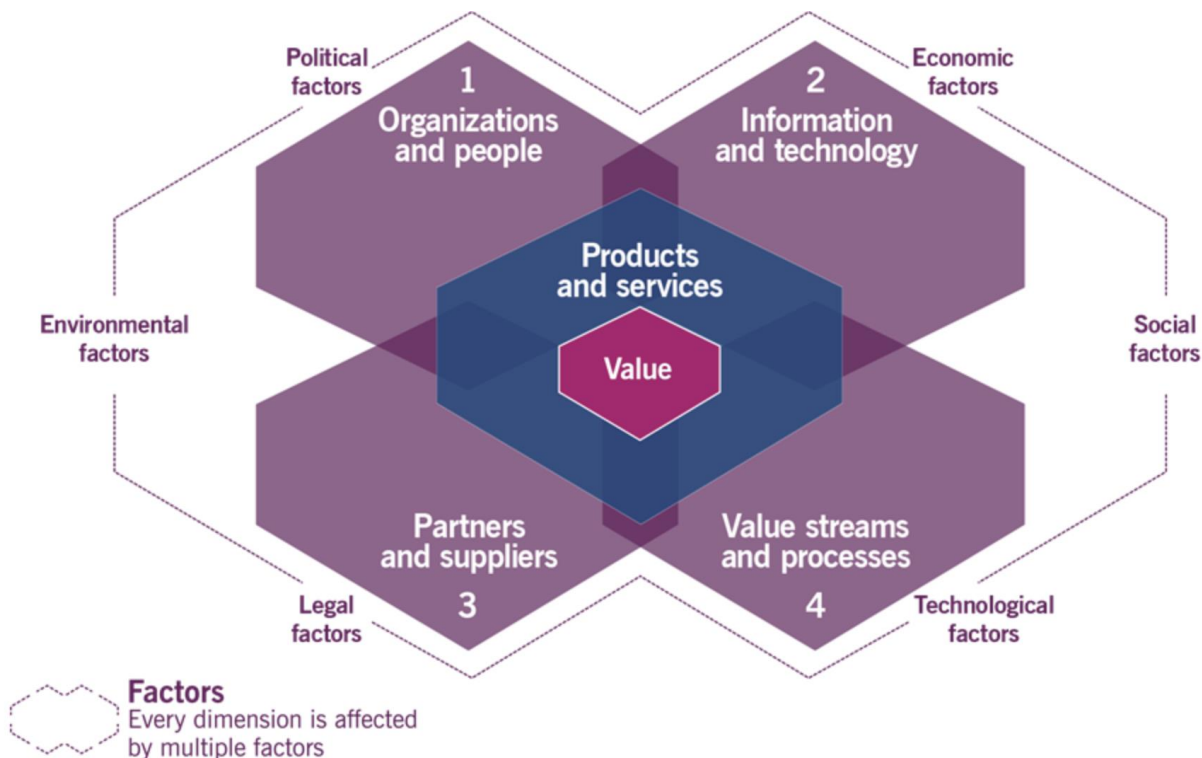 Political
factors
Economic
factors
1
Organizations
and people
2
Information
and technology
Products
and services
Environmental
factors
Value
Social
factors
Partners
and suppliers
3
Value streams
and processes
4
Legal
factors
Technological
factors
Factors
Every dimension is affected
by multiple factors